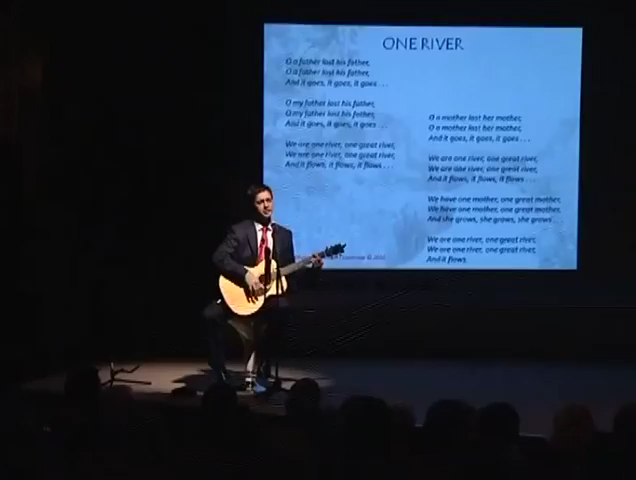 ONE RIVER
O a father lost his father,
O a father lost his father,
And it goes, it goes, it goes . . .
O my father lost his father,
O my father lost his father,
And it goes, it goes, it goes . . .
We are one river, one great river,
We are one river, one great river,
And it flows, it flows, it flows . . .
O a mother lost her mother,
O a mother lost her mother,
And it goes, it goes, it goes . . .
We are one river, one great river,
We are one river, one great river,
And it flows, it flows, it flows . . .
We have one mother, one great mother,
We have one mother, one great mother,
And she grows, she grows, she grows . . .
We are one river, one great river,
We are one river, one great river,
And it flows.